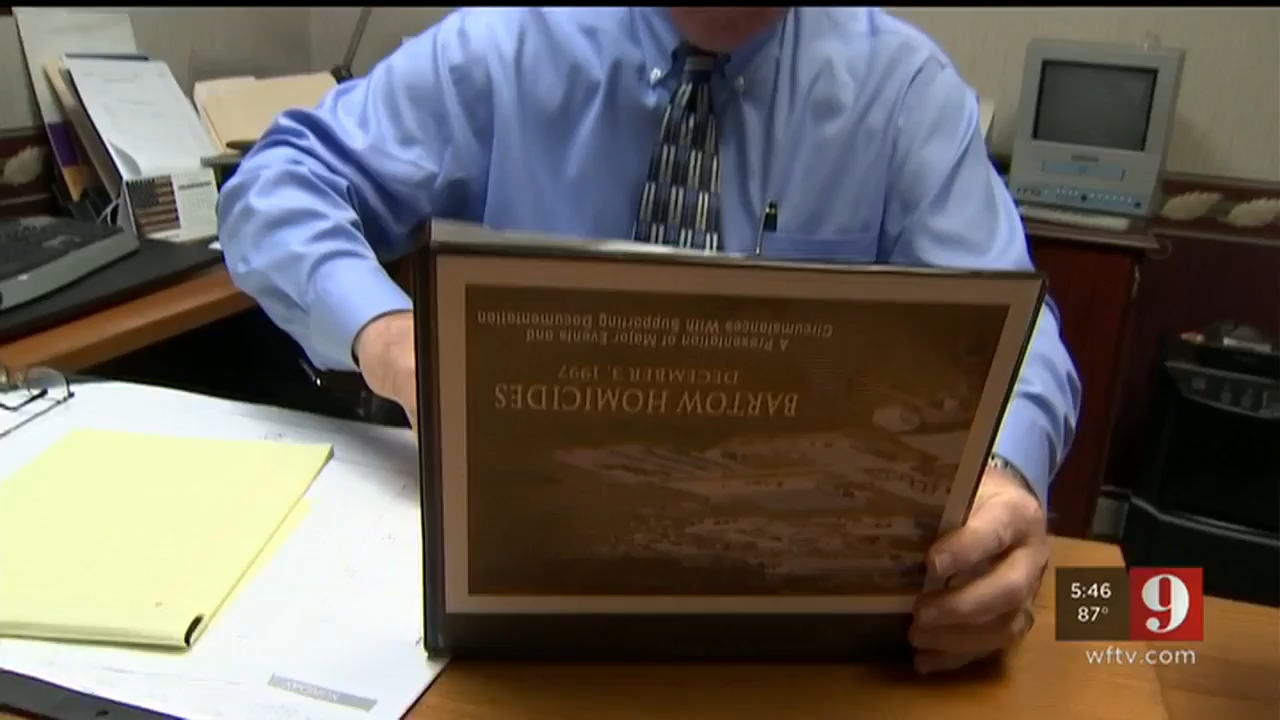 BARTOW HOMICIDES
DECEMBER 3, 1997
A Presentation of Major Events and
Circumstances With Supporting Documentation
5:46
87°
9
wftv.com